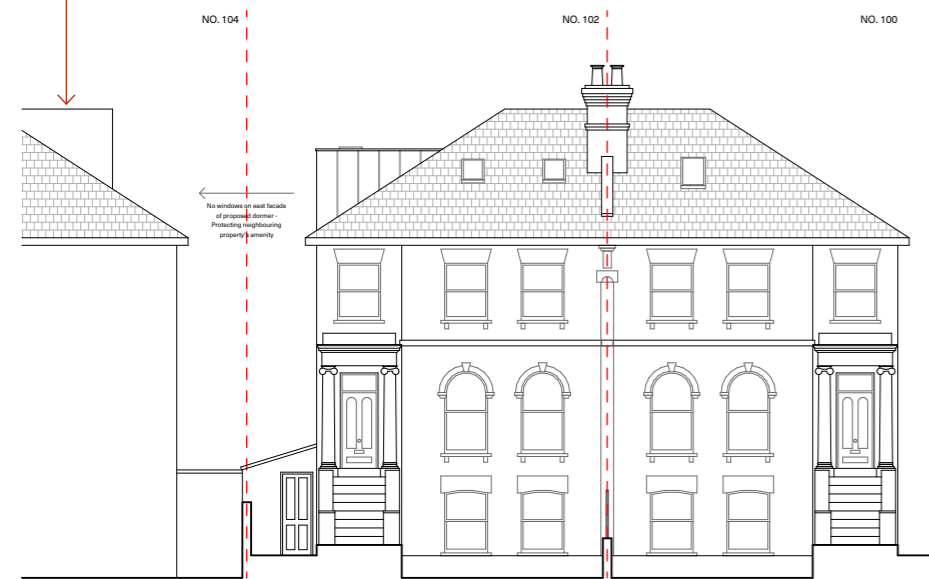 NO. 104
NO. 102
NO. 100
No windows on east facade
of proposed dormer -
Protecting neighbouring
property's amenity